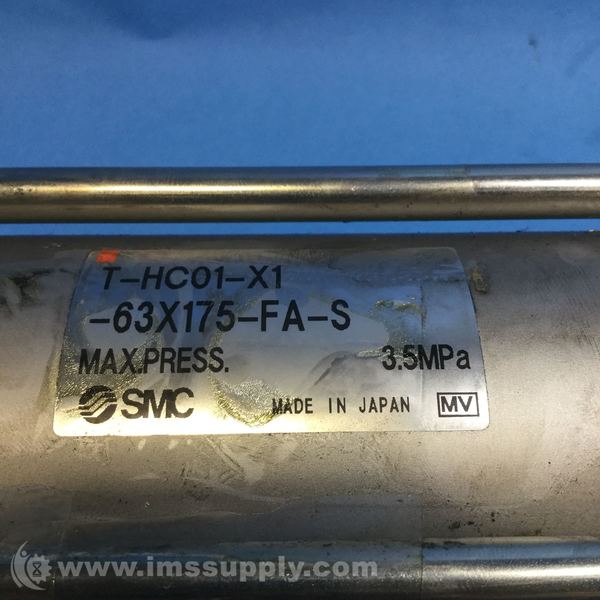 T-HC01-X1
-63X175-FA-S
MAX.PRESS. 3.5MPa
SMC MADE IN JAPAN MV
www.imssupply.com